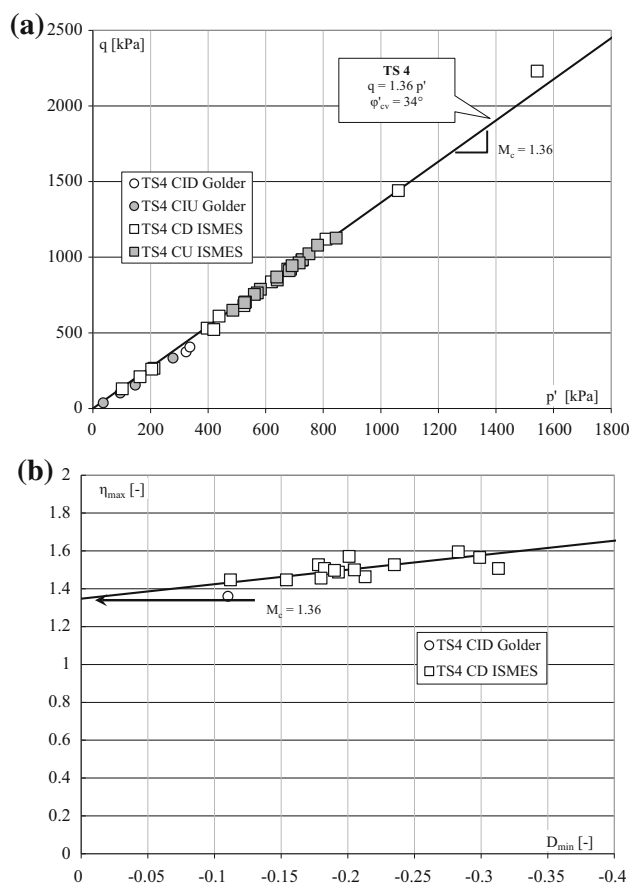 (a)
q [kPa]
2500
2000
1500
1000
500
0
TS 4
q = 1.36 p'
φ'cv = 34°
Mc = 1.36
TS4 CID Golder
TS4 CIU Golder
TS4 CD ISMES
TS4 CU ISMES
p' [kPa]
0 200 400 600 800 1000 1200 1400 1600 1800
(b)
ηmax [-]
2
1.8
1.6
1.4
1.2
1
0.8
0.6
0.4
0.2
0
Mc = 1.36
TS4 CID Golder
TS4 CD ISMES
Dmin [-]
0 -0.05 -0.1 -0.15 -0.2 -0.25 -0.3 -0.35 -0.4